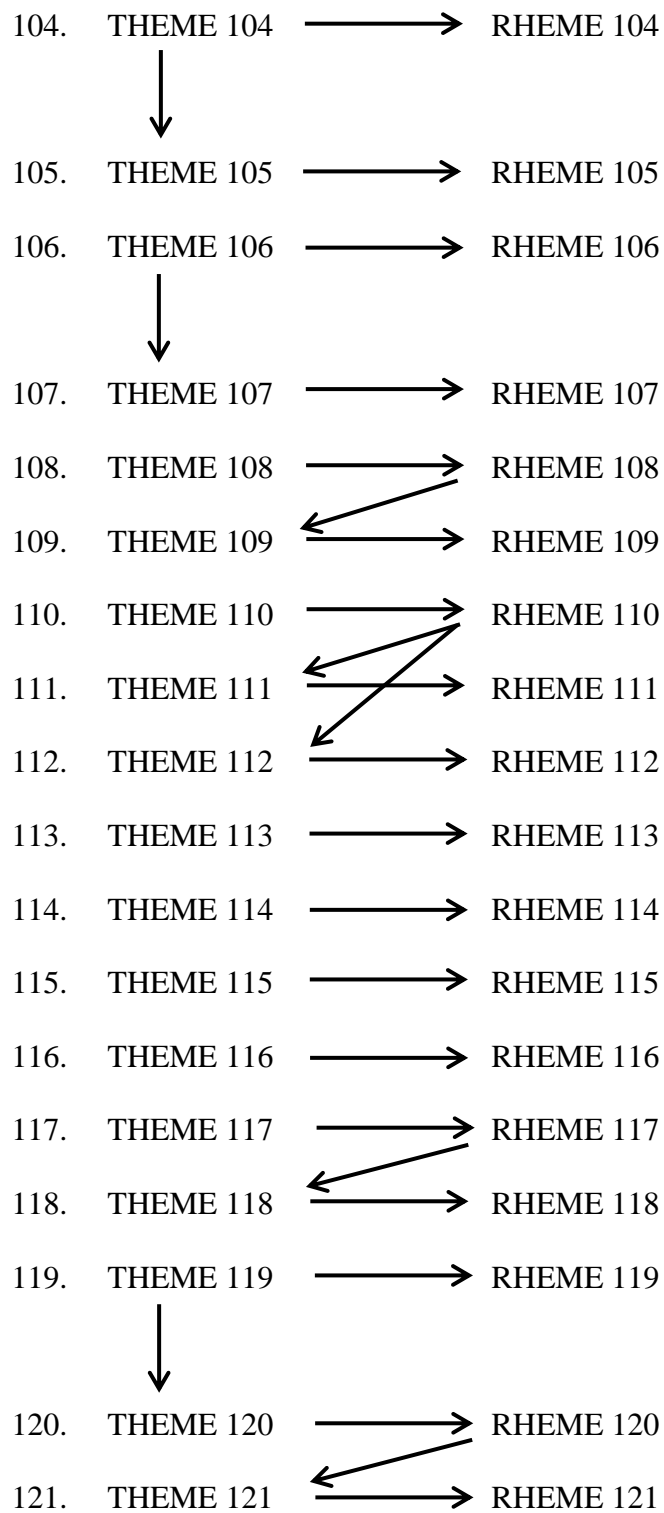 104. THEME 104 RHEME 104
105. THEME 105 RHEME 105
106. THEME 106 RHEME 106
107. THEME 107 RHEME 107
108. THEME 108 RHEME 108
109. THEME 109 RHEME 109
110. THEME 110 RHEME 110
111. THEME 111 RHEME 111
112. THEME 112 RHEME 112
113. THEME 113 RHEME 113
114. THEME 114 RHEME 114
115. THEME 115 RHEME 115
116. THEME 116 RHEME 116
117. THEME 117 RHEME 117
118. THEME 118 RHEME 118
119. THEME 119 RHEME 119
120. THEME 120 RHEME 120
121. THEME 121 RHEME 121